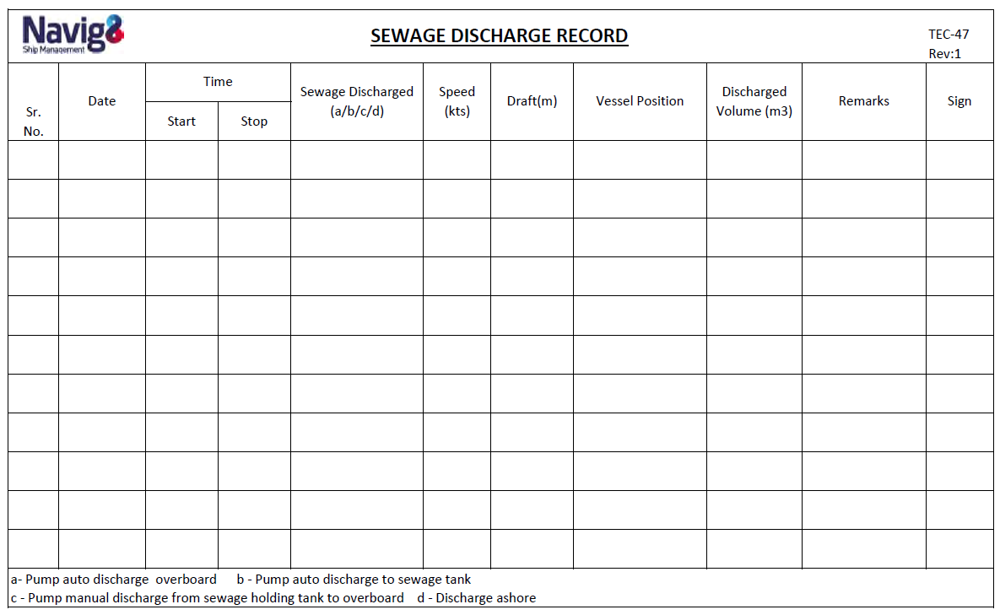 Navig8
Ship Management
SEWAGE DISCHARGE RECORD
TEC-47
Rev:1
Sr.
No.
Date
Time
Start
Stop
Sewage Discharged
(a/b/c/d)
Speed
(kts)
Draft(m)
Vessel Position
Discharged
Volume (m3)
Remarks
Sign
a- Pump auto discharge  overboard     b - Pump auto discharge to sewage tank
c - Pump manual discharge from sewage holding tank to overboard   d - Discharge ashore